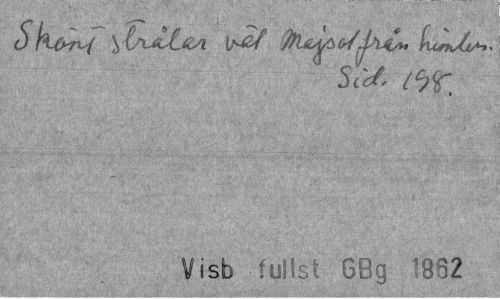 Skönt strålar väl Majsol från himlen.
Sid. 198.
Visb fullst GBg 1862